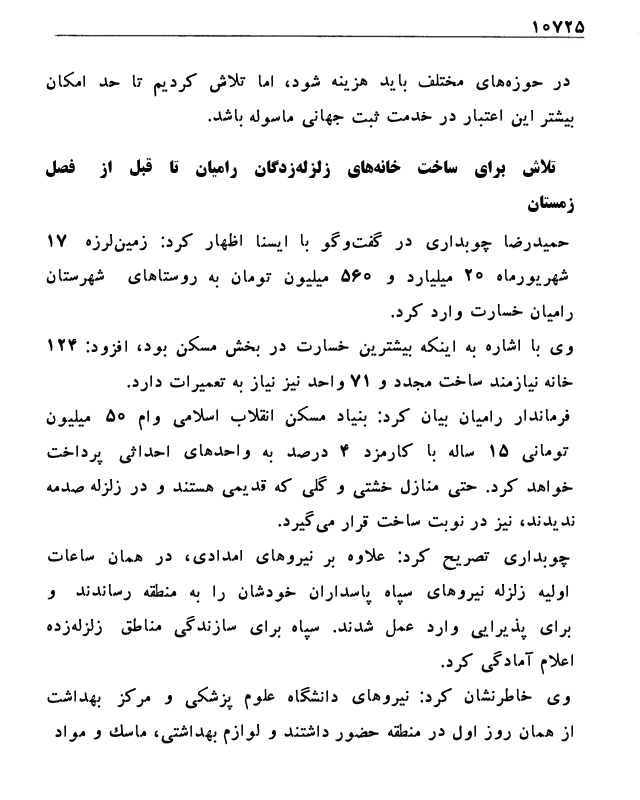 ۱۰۷۲۵
در حوزه‌های مختلف باید هزینه شود، اما تلاش کردیم تا حد امکان
بیشتر این اعتبار در خدمت ثبت جهانی ماسوله باشد.
تلاش برای ساخت خانه‌های زلزله‌زدگان رامیان تا قبل از فصل
زمستان
حمیدرضا چوبداری در گفت‌وگو با ایسنا اظهار کرد: زمین‌لرزه ۱۷
شهریورماه ۲۰ میلیارد و ۵۶۰ میلیون تومان به روستاهای شهرستان
رامیان خسارت وارد کرد.
وی با اشاره به اینکه بیشترین خسارت در بخش مسکن بود، افزود: ۱۲۴
خانه نیازمند ساخت مجدد و ۷۱ واحد نیز نیاز به تعمیرات دارد.
فرماندار رامیان بیان کرد: بنیاد مسکن انقلاب اسلامی وام ۵۰ میلیون
تومانی ۱۵ ساله با کارمزد ۴ درصد به واحدهای احداثی پرداخت
خواهد کرد. حتی منازل خشتی و گلی که قدیمی هستند و در زلزله صدمه
ندیدند، نیز در نوبت ساخت قرار می‌گیرد.
چوبداری تصریح کرد: علاوه بر نیروهای امدادی، در همان ساعات
اولیه زلزله نیروهای سپاه پاسداران خودشان را به منطقه رساندند و
برای پذیرایی وارد عمل شدند. سپاه برای سازندگی مناطق زلزله‌زده
اعلام آمادگی کرد.
وی خاطرنشان کرد: نیروهای دانشگاه علوم پزشکی و مرکز بهداشت
از همان روز اول در منطقه حضور داشتند و لوازم بهداشتی، ماسك و مواد